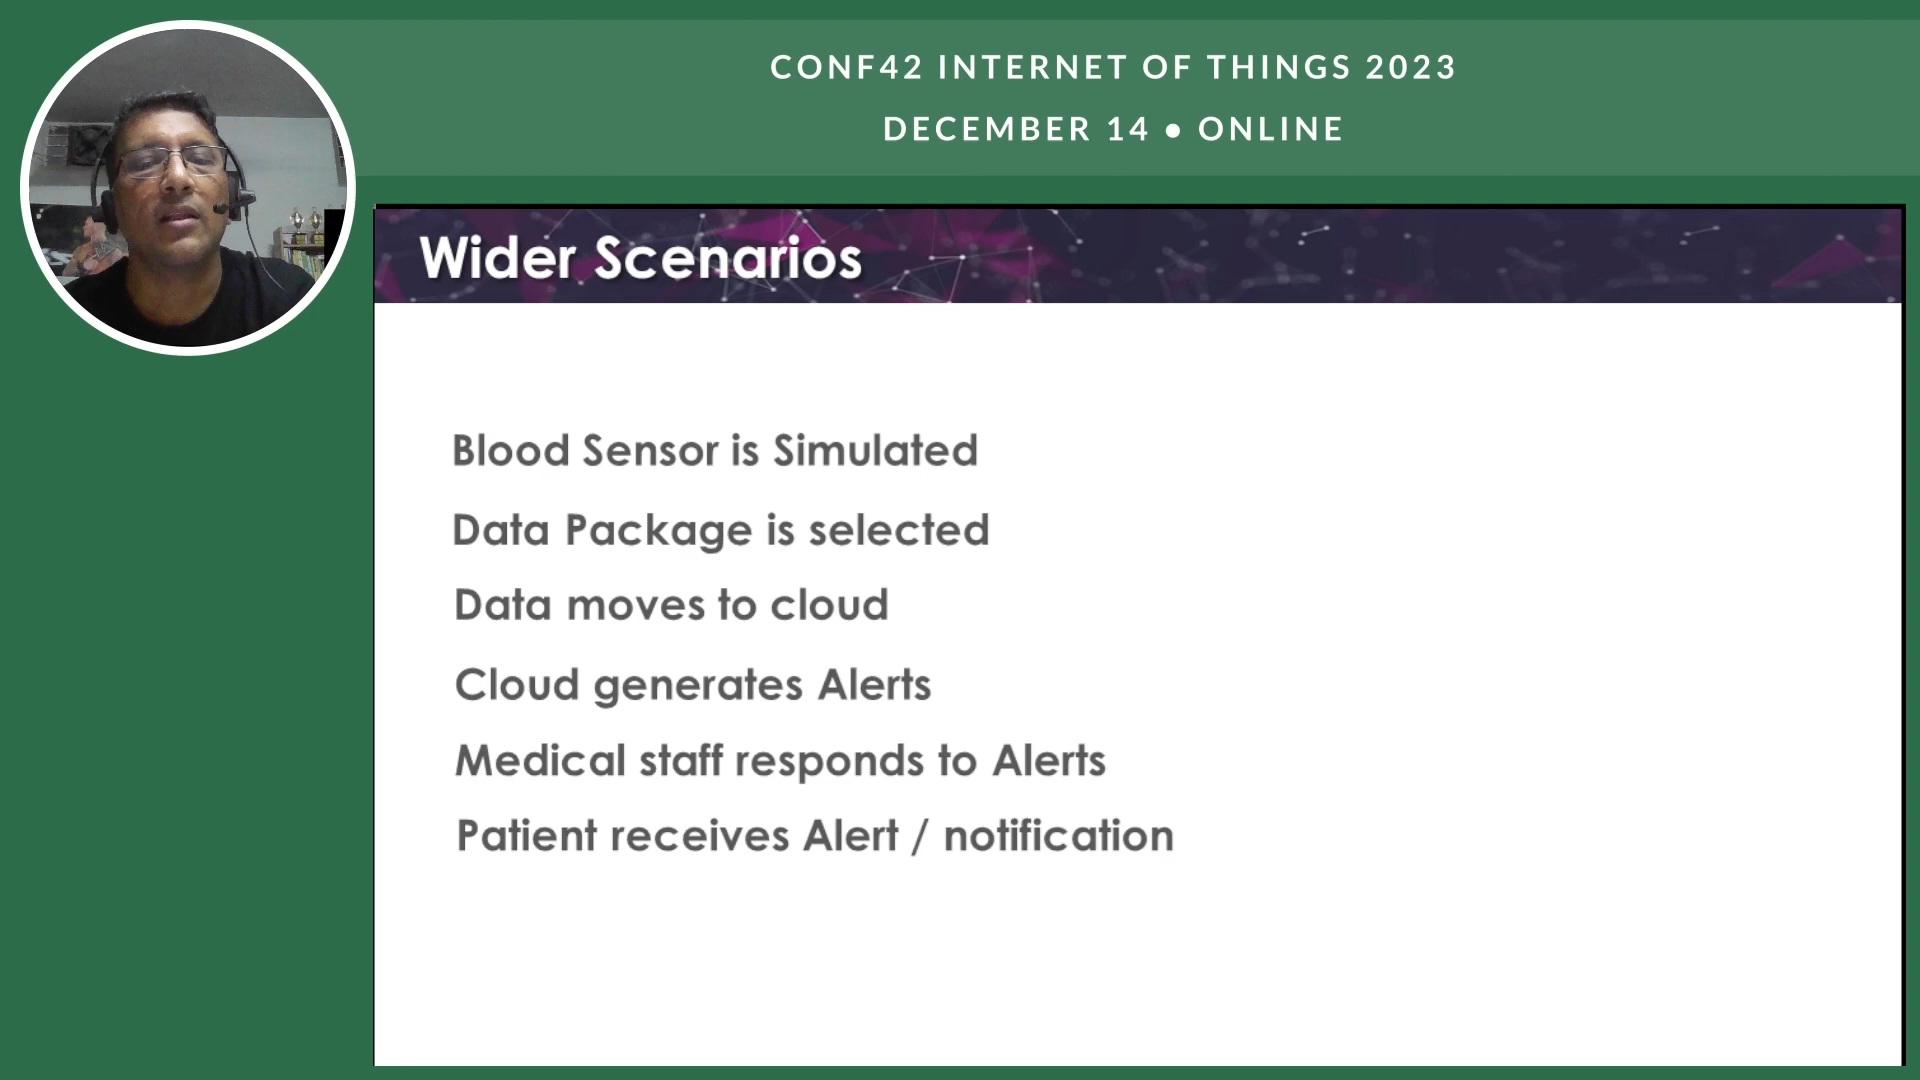 CONF42 INTERNET OF THINGS 2023
DECEMBER 14 ● ONLINE
Wider Scenarios
Blood Sensor is Simulated
Data Package is selected
Data moves to cloud
Cloud generates Alerts
Medical staff responds to Alerts
Patient receives Alert / notification